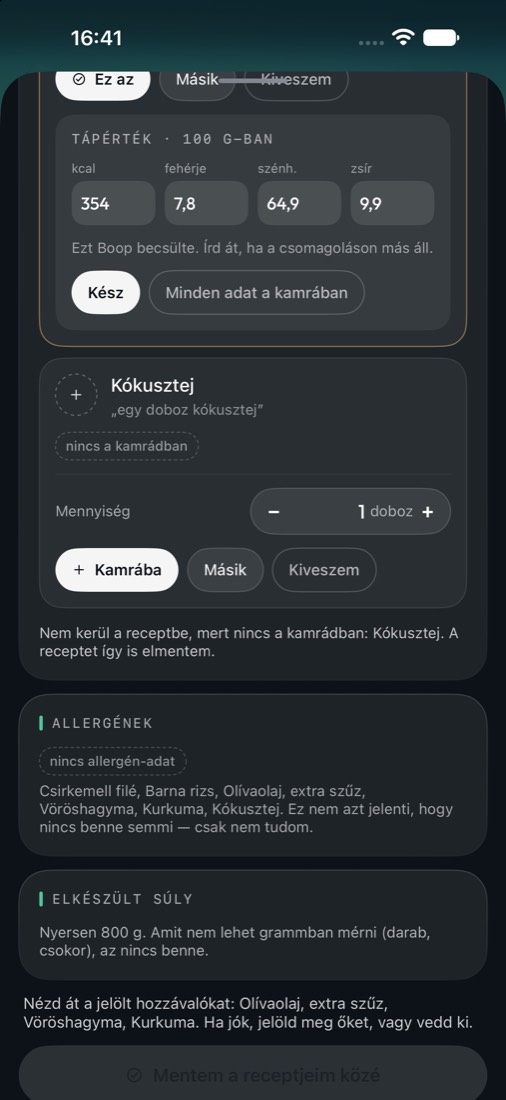 16:41
Ez az Másik Kiveszem
TÁPÉRTÉK · 100 G-BAN
kcal fehérje szénh. zsír
354 7,8 64,9 9,9
Ezt Boop becsülte. Írd át, ha a csomagoláson más áll.
Kész Minden adat a kamrában
+ Kókusztej
„egy doboz kókusztej”
nincs a kamrádban
Mennyiség − 1 doboz +
+ Kamrába Másik Kiveszem
Nem kerül a receptbe, mert nincs a kamrádban: Kókusztej. A
receptet így is elmentem.
ALLERGÉNEK
nincs allergén-adat
Csirkemell filé, Barna rizs, Olívaolaj, extra szűz,
Vöröshagyma, Kurkuma, Kókusztej. Ez nem azt jelenti, hogy
nincs benne semmi — csak nem tudom.
ELKÉSZÜLT SÚLY
Nyersen 800 g. Amit nem lehet grammban mérni (darab,
csokor), az nincs benne.
Nézd át a jelölt hozzávalókat: Olívaolaj, extra szűz,
Vöröshagyma, Kurkuma. Ha jók, jelöld meg őket, vagy vedd ki.
Mentem a receptjeim közé